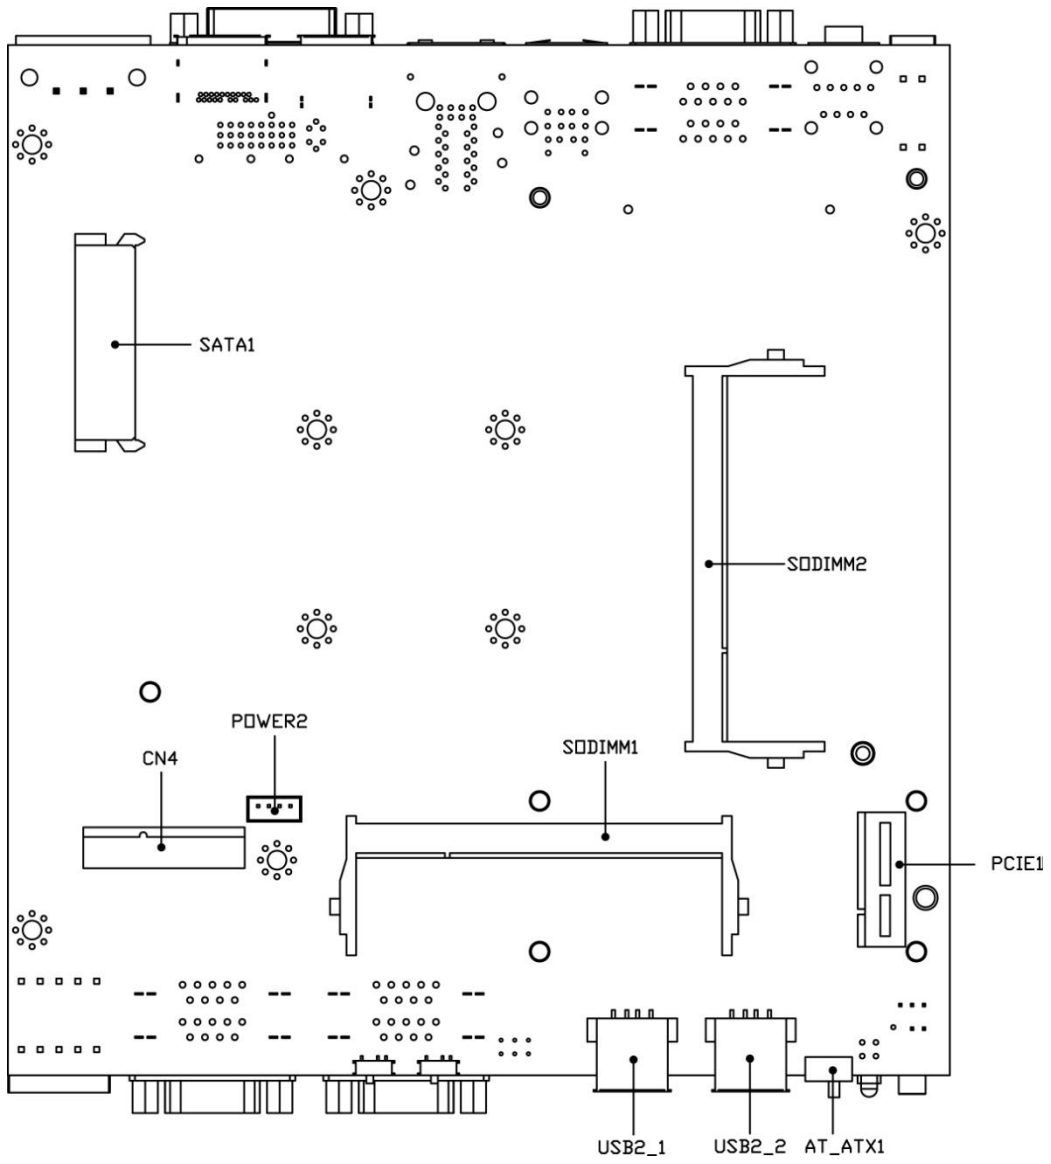 SATA1
SODIMM2
POWER2
SODIMM1
CN4
PCIE1
USB2_1
USB2_2
AT_ATX1